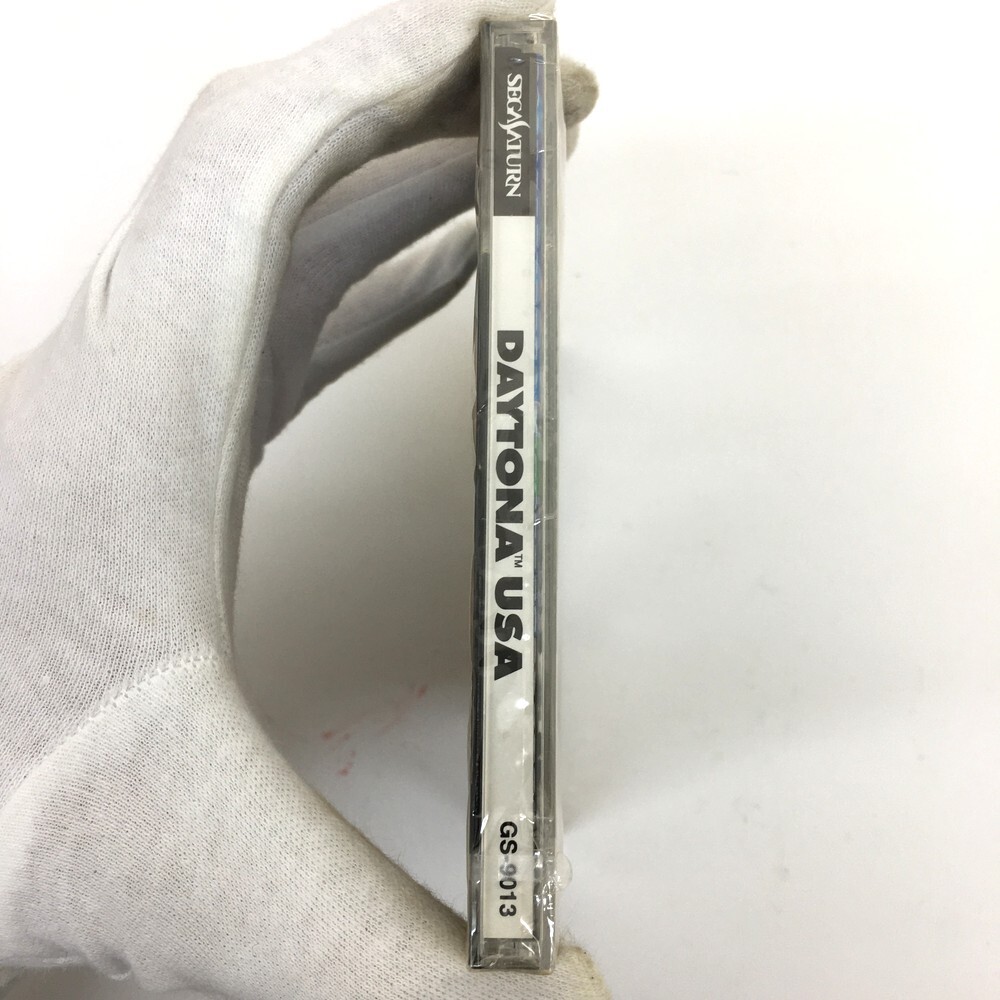 SEGA SATURN
DAYTONA™ USA
GS-9013